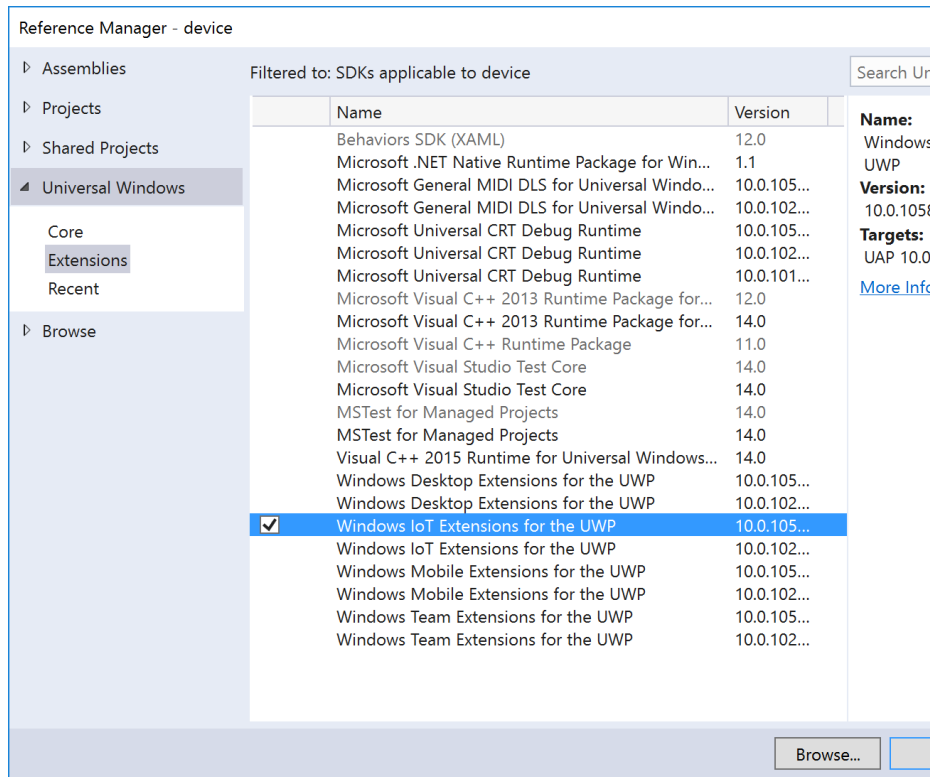 Reference Manager - device
Assemblies
Projects
Shared Projects
Universal Windows
Core
Extensions
Recent
Browse
Filtered to: SDKs applicable to device
Search Un
Name Version
Behaviors SDK (XAML) 12.0
Microsoft .NET Native Runtime Package for Win... 1.1
Microsoft General MIDI DLS for Universal Windo... 10.0.105...
Microsoft General MIDI DLS for Universal Windo... 10.0.102...
Microsoft Universal CRT Debug Runtime 10.0.105...
Microsoft Universal CRT Debug Runtime 10.0.102...
Microsoft Universal CRT Debug Runtime 10.0.101...
Microsoft Visual C++ 2013 Runtime Package for... 12.0
Microsoft Visual C++ 2013 Runtime Package for... 14.0
Microsoft Visual C++ Runtime Package 11.0
Microsoft Visual Studio Test Core 14.0
Microsoft Visual Studio Test Core 14.0
MSTest for Managed Projects 14.0
MSTest for Managed Projects 14.0
Visual C++ 2015 Runtime for Universal Windows... 14.0
Windows Desktop Extensions for the UWP 10.0.105...
Windows Desktop Extensions for the UWP 10.0.102...
Windows IoT Extensions for the UWP 10.0.105...
Windows IoT Extensions for the UWP 10.0.102...
Windows Mobile Extensions for the UWP 10.0.105...
Windows Mobile Extensions for the UWP 10.0.102...
Windows Team Extensions for the UWP 10.0.105...
Windows Team Extensions for the UWP 10.0.102...
Name:
Windows
UWP
Version:
10.0.1058
Targets:
UAP 10.0
More Info
Browse...